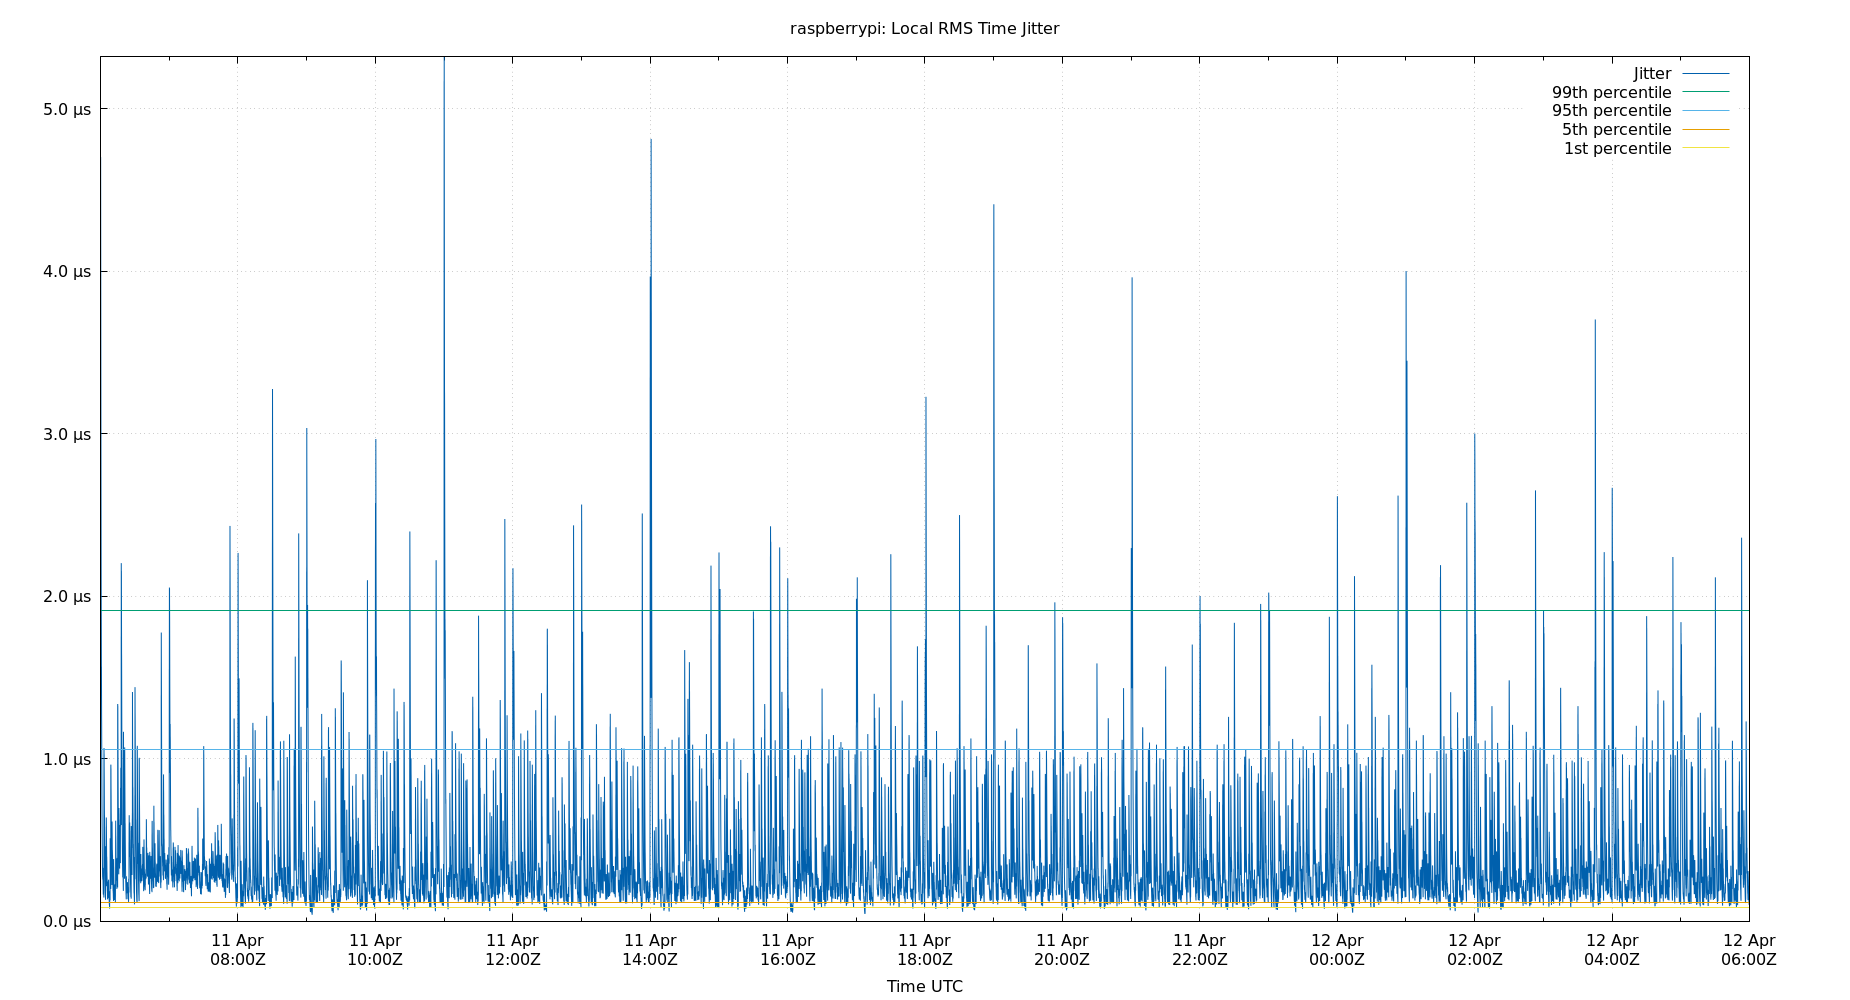 raspberrypi: Local RMS Time Jitter
Jitter
99th percentile
95th percentile
5th percentile
1st percentile
5.0 µs
4.0 µs
3.0 µs
2.0 µs
1.0 µs
0.0 µs
11 Apr 11 Apr 11 Apr 11 Apr 11 Apr 11 Apr 11 Apr 11 Apr 12 Apr 12 Apr 12 Apr 12 Apr
08:00Z 10:00Z 12:00Z 14:00Z 16:00Z 18:00Z 20:00Z 22:00Z 00:00Z 02:00Z 04:00Z 06:00Z
Time UTC